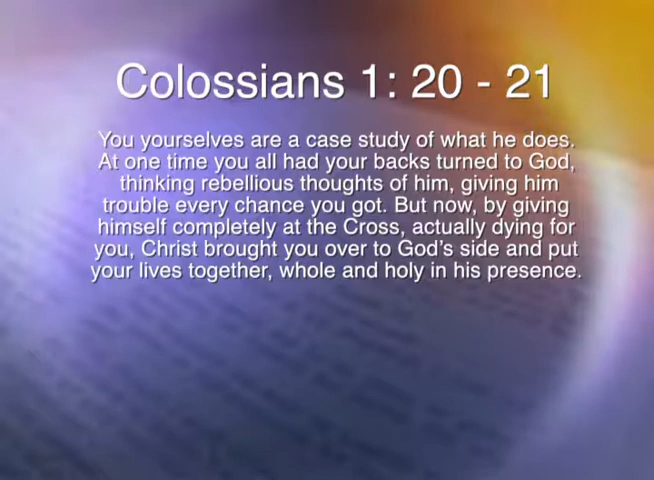 Colossians 1: 20 - 21
You yourselves are a case study of what he does.
At one time you all had your backs turned to God,
thinking rebellious thoughts of him, giving him
trouble every chance you got. But now, by giving
himself completely at the Cross, actually dying for
you, Christ brought you over to God's side and put
your lives together, whole and holy in his presence.